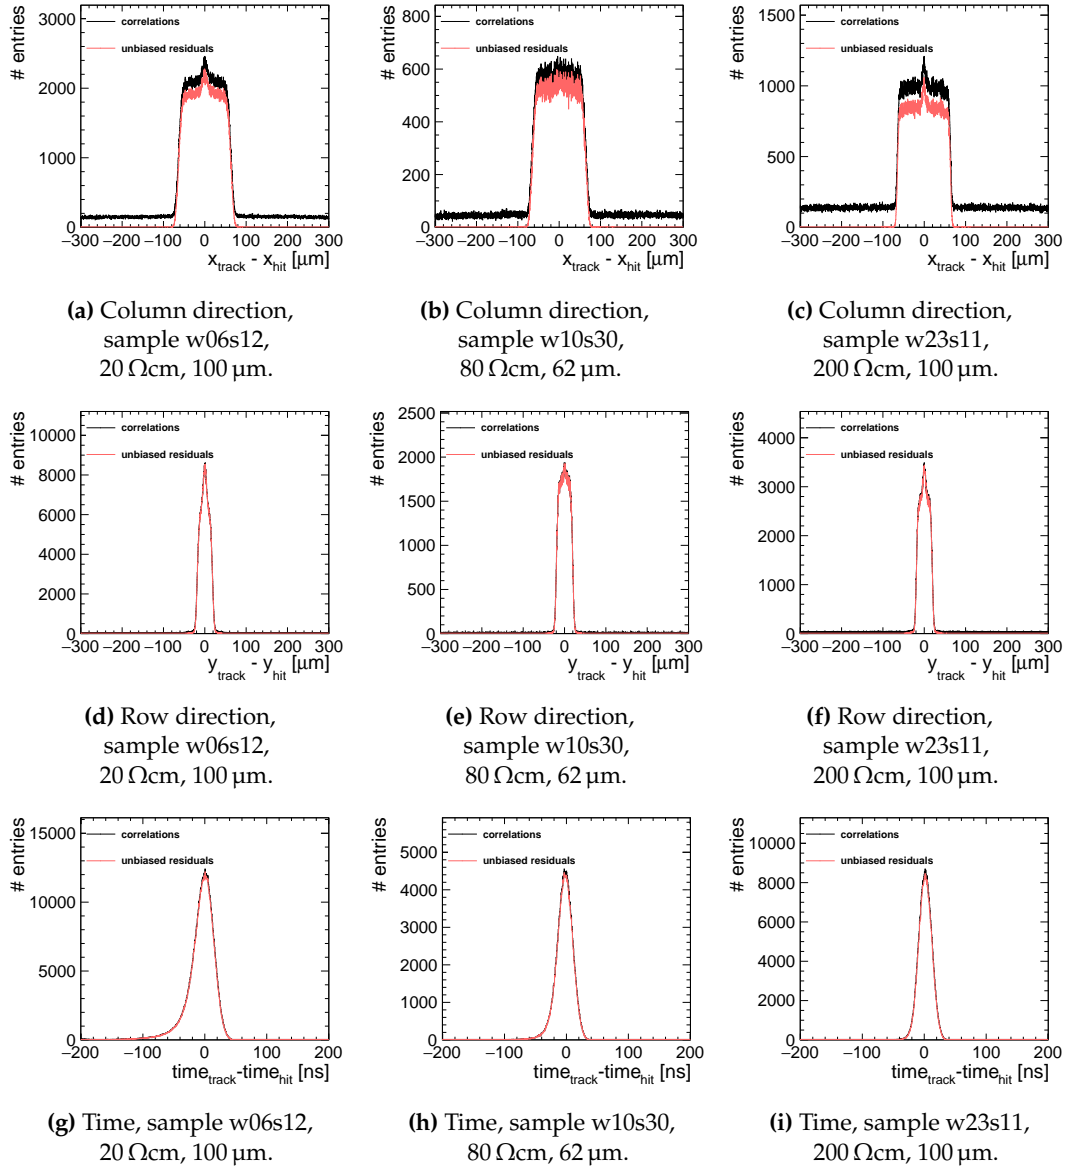 # entries
3000
2000
1000
0
correlations
unbiased residuals
−300 −200 −100 0 100 200 300
x_track - x_hit [μm]
# entries
800
600
400
200
0
correlations
unbiased residuals
−300 −200 −100 0 100 200 300
x_track - x_hit [μm]
# entries
1500
1000
500
0
correlations
unbiased residuals
−300 −200 −100 0 100 200 300
x_track - x_hit [μm]
(a) Column direction,
sample w06s12,
20 Ωcm, 100 μm.
(b) Column direction,
sample w10s30,
80 Ωcm, 62 μm.
(c) Column direction,
sample w23s11,
200 Ωcm, 100 μm.
# entries
10000
8000
6000
4000
2000
0
correlations
unbiased residuals
−300 −200 −100 0 100 200 300
y_track - y_hit [μm]
# entries
2500
2000
1500
1000
500
0
correlations
unbiased residuals
−300 −200 −100 0 100 200 300
y_track - y_hit [μm]
# entries
4000
3000
2000
1000
0
correlations
unbiased residuals
−300 −200 −100 0 100 200 300
y_track - y_hit [μm]
(d) Row direction,
sample w06s12,
20 Ωcm, 100 μm.
(e) Row direction,
sample w10s30,
80 Ωcm, 62 μm.
(f) Row direction,
sample w23s11,
200 Ωcm, 100 μm.
# entries
15000
10000
5000
0
correlations
unbiased residuals
−200 −100 0 100 200
time_track-time_hit [ns]
# entries
5000
4000
3000
2000
1000
0
correlations
unbiased residuals
−200 −100 0 100 200
time_track-time_hit [ns]
# entries
10000
8000
6000
4000
2000
0
correlations
unbiased residuals
−200 −100 0 100 200
time_track-time_hit [ns]
(g) Time, sample w06s12,
20 Ωcm, 100 μm.
(h) Time, sample w10s30,
80 Ωcm, 62 μm.
(i) Time, sample w23s11,
200 Ωcm, 100 μm.